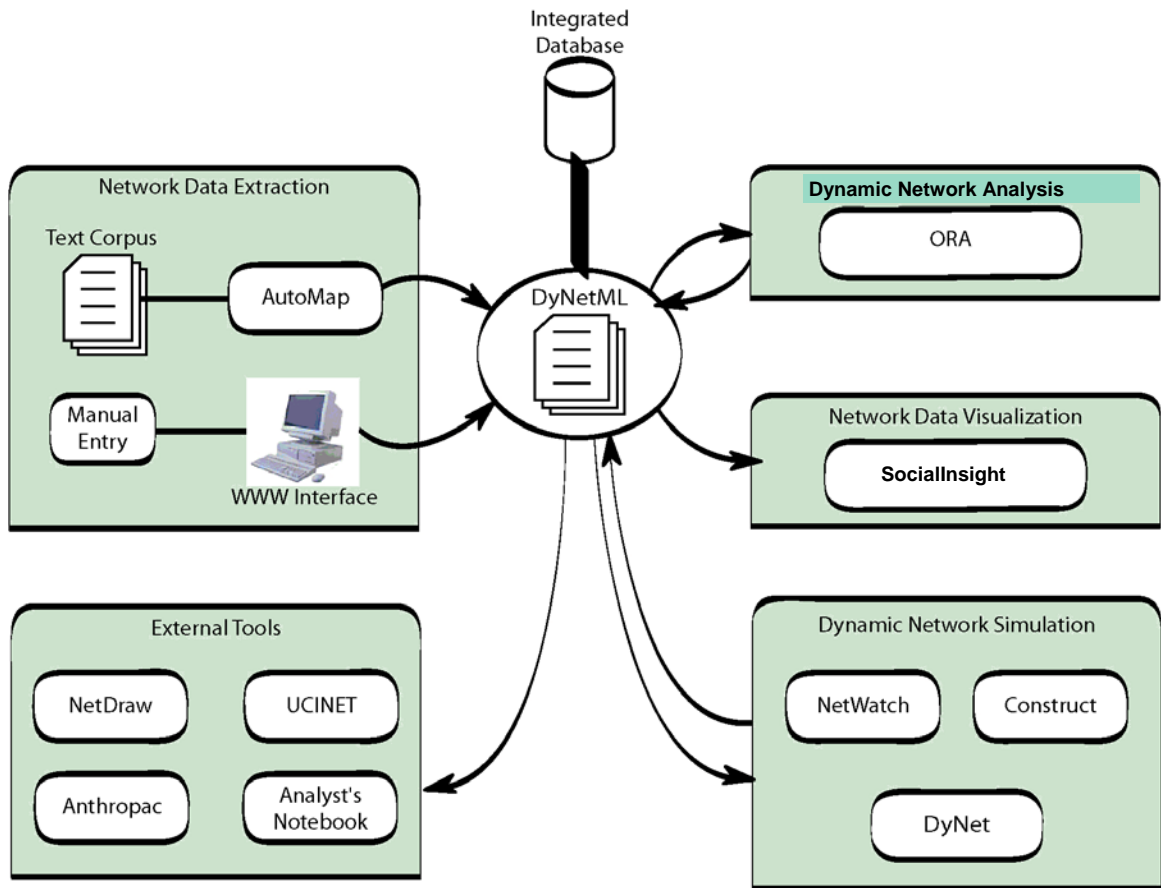 Integrated
Database
Network Data Extraction
Text Corpus
AutoMap
Manual
Entry
WWW Interface
DyNetML
Dynamic Network Analysis
ORA
Network Data Visualization
SocialInsight
External Tools
NetDraw
UCINET
Anthropac
Analyst's
Notebook
Dynamic Network Simulation
NetWatch
Construct
DyNet